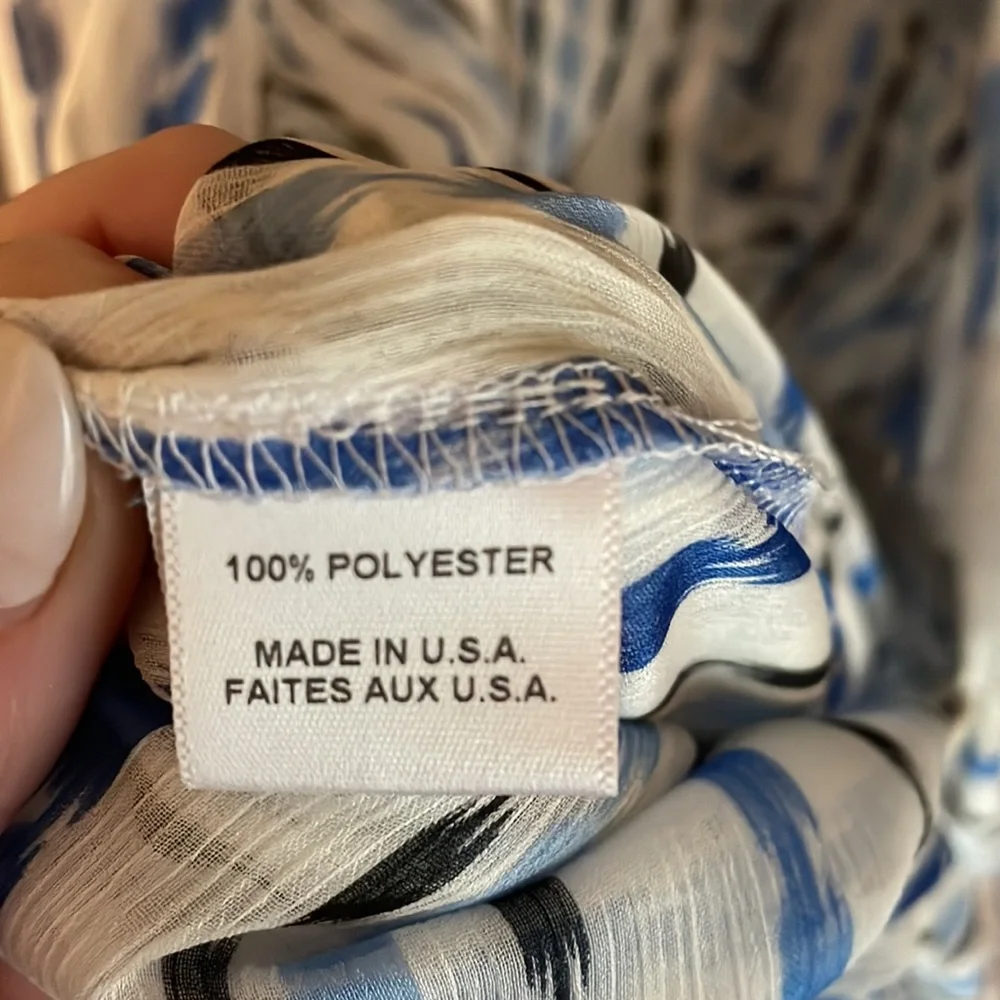 100% POLYESTER
MADE IN U.S.A.
FAITES AUX U.S.A.